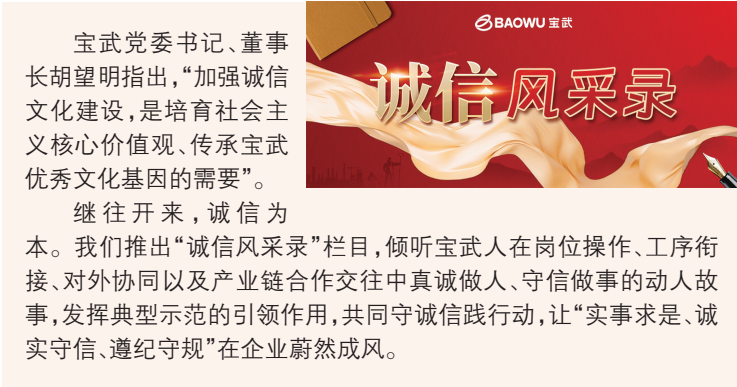 宝武党委书记、董事
长胡望明指出，“加强诚信
文化建设，是培育社会主
义核心价值观、传承宝武
优秀文化基因的需要”。
BAOWU 宝武
诚信风采录
继往开来，诚信为
本。我们推出“诚信风采录”栏目，倾听宝武人在岗位操作、工序衔
接、对外协同以及产业链合作交往中真诚做人、守信做事的动人故
事，发挥典型示范的引领作用，共同守诚信践行动，让“实事求是、诚
实守信、遵纪守规”在企业蔚然成风。